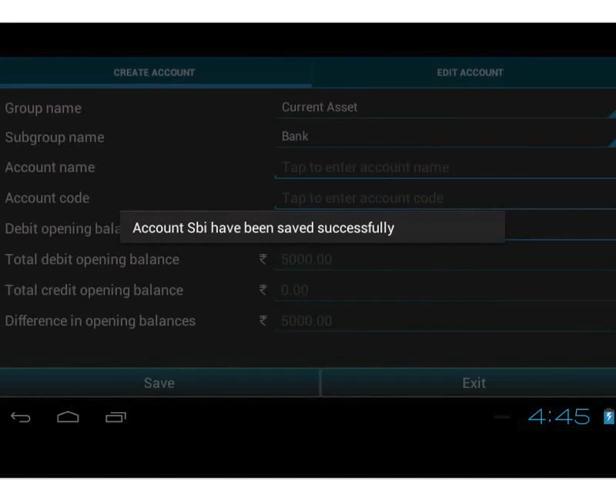 CREATE ACCOUNT EDIT ACCOUNT
Group name Current Asset
Subgroup name Bank
Account name Tap to enter account name
Account code Tap to enter account code
Debit opening bala
Account Sbi have been saved successfully
Total debit opening balance ₹ 5000.00
Total credit opening balance ₹ 0.00
Difference in opening balances ₹ 5000.00
Save Exit
4:45